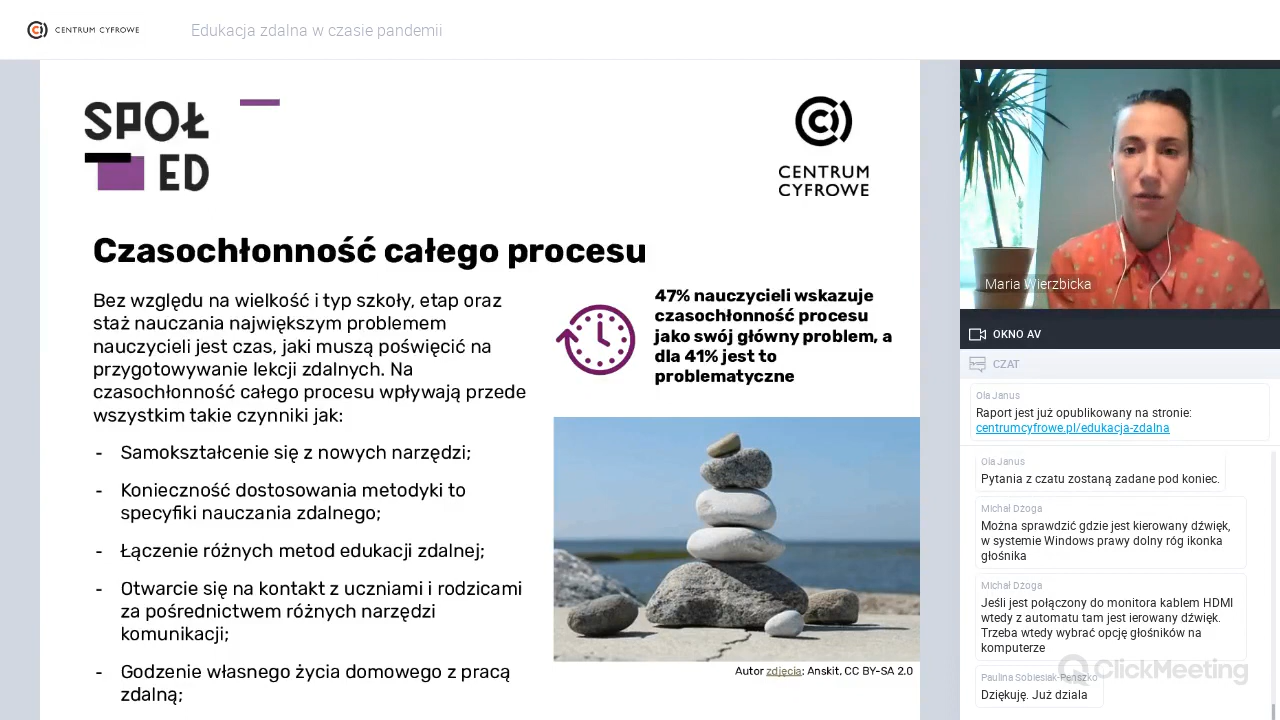 CENTRUM CYFROWE
Edukacja zdalna w czasie pandemii
SPOŁ
ED
CENTRUM
CYFROWE
Czasochłonność całego procesu
Bez względu na wielkość i typ szkoły, etap oraz
staż nauczania największym problemem
nauczycieli jest czas, jaki muszą poświęcić na
przygotowywanie lekcji zdalnych. Na
czasochłonność całego procesu wpływają przede
wszystkim takie czynniki jak:
- Samokształcenie się z nowych narzędzi;
- Konieczność dostosowania metodyki to
specyfiki nauczania zdalnego;
- Łączenie różnych metod edukacji zdalnej;
- Otwarcie się na kontakt z uczniami i rodzicami
za pośrednictwem różnych narzędzi
komunikacji;
- Godzenie własnego życia domowego z pracą
zdalną;
47% nauczycieli wskazuje
czasochłonność procesu
jako swój główny problem, a
dla 41% jest to
problematyczne
Autor zdjęcia: Anskit, CC BY-SA 2.0
Maria Wierzbicka
OKNO AV
CZAT
Ola Janus
Raport jest już opublikowany na stronie:
centrumcyfrowe.pl/edukacja-zdalna
Ola Janus
Pytania z czatu zostaną zadane pod koniec.
Michał Dżoga
Można sprawdzić gdzie jest kierowany dźwięk,
w systemie Windows prawy dolny róg ikonka
głośnika
Michał Dżoga
Jeśli jest połączony do monitora kablem HDMI
wtedy z automatu tam jest ierowany dźwięk.
Trzeba wtedy wybrać opcję głośników na
komputerze
Paulina Sobiesiak-Penszko
Dziękuję. Już dziala
ClickMeeting